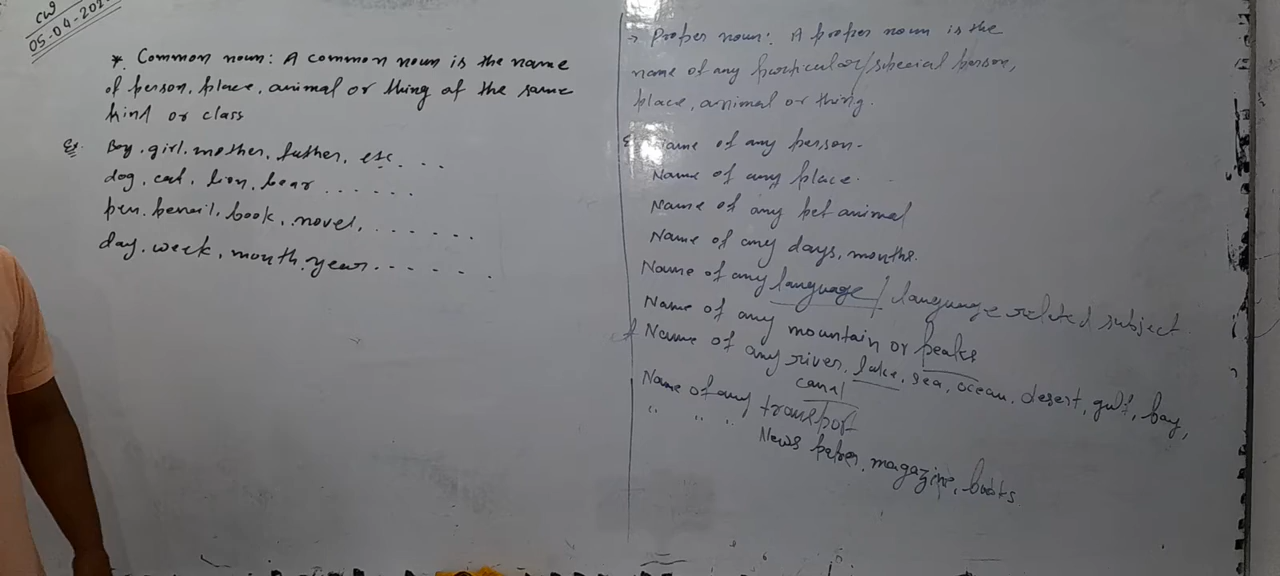 CW
05-04-202
* Common noun: A common noun is the name
of person, place, animal or thing of the same
kind or class
Ex. Boy, girl, mother, father, etc....
dog, cat, lion, bear ......
pen, pencil, book, novel, ......
day, week, month, year ......
→ Proper noun: A proper noun is the
name of any particular/special person,
place, animal or thing.
Name of any person.
Name of any place.
Name of any pet animal
Name of any days, months.
Name of any language / language related subject
Name of any mountain or peaks
Name of any river, lake, sea, ocean, desert, gulf, bay,
canal
Name of any transport
" " " News paper, magazine, books